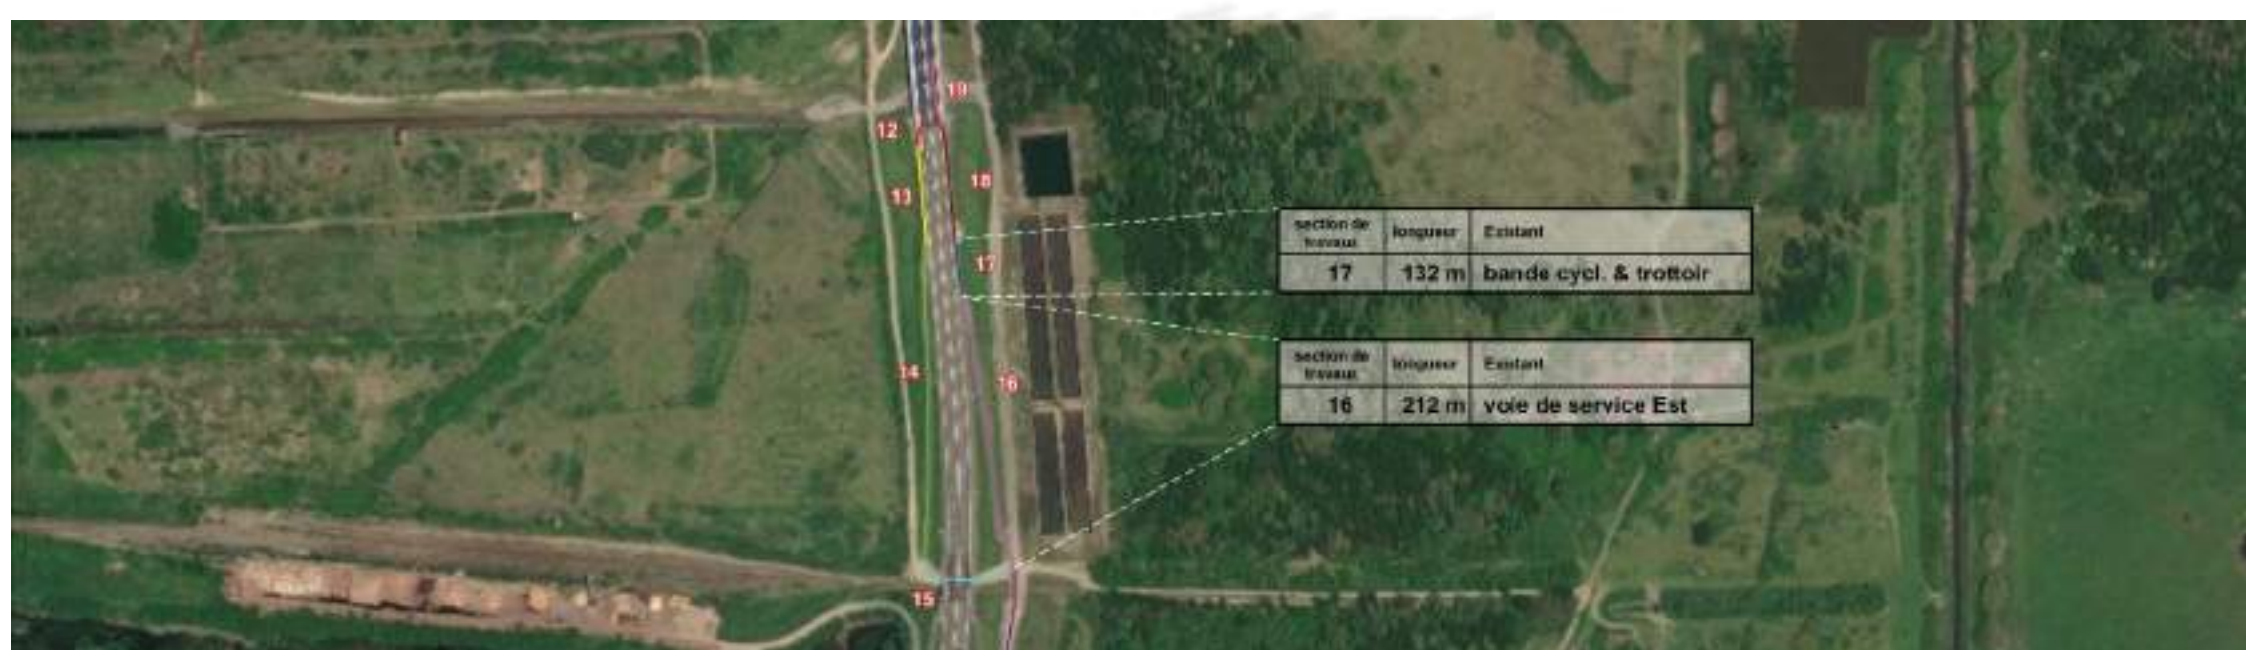 19
12
18
13
17
section de longueur Existant
travaux
17 132 m bande cycl. & trottoir
14
16
section de longueur Existant
travaux
16 212 m voie de service Est
15